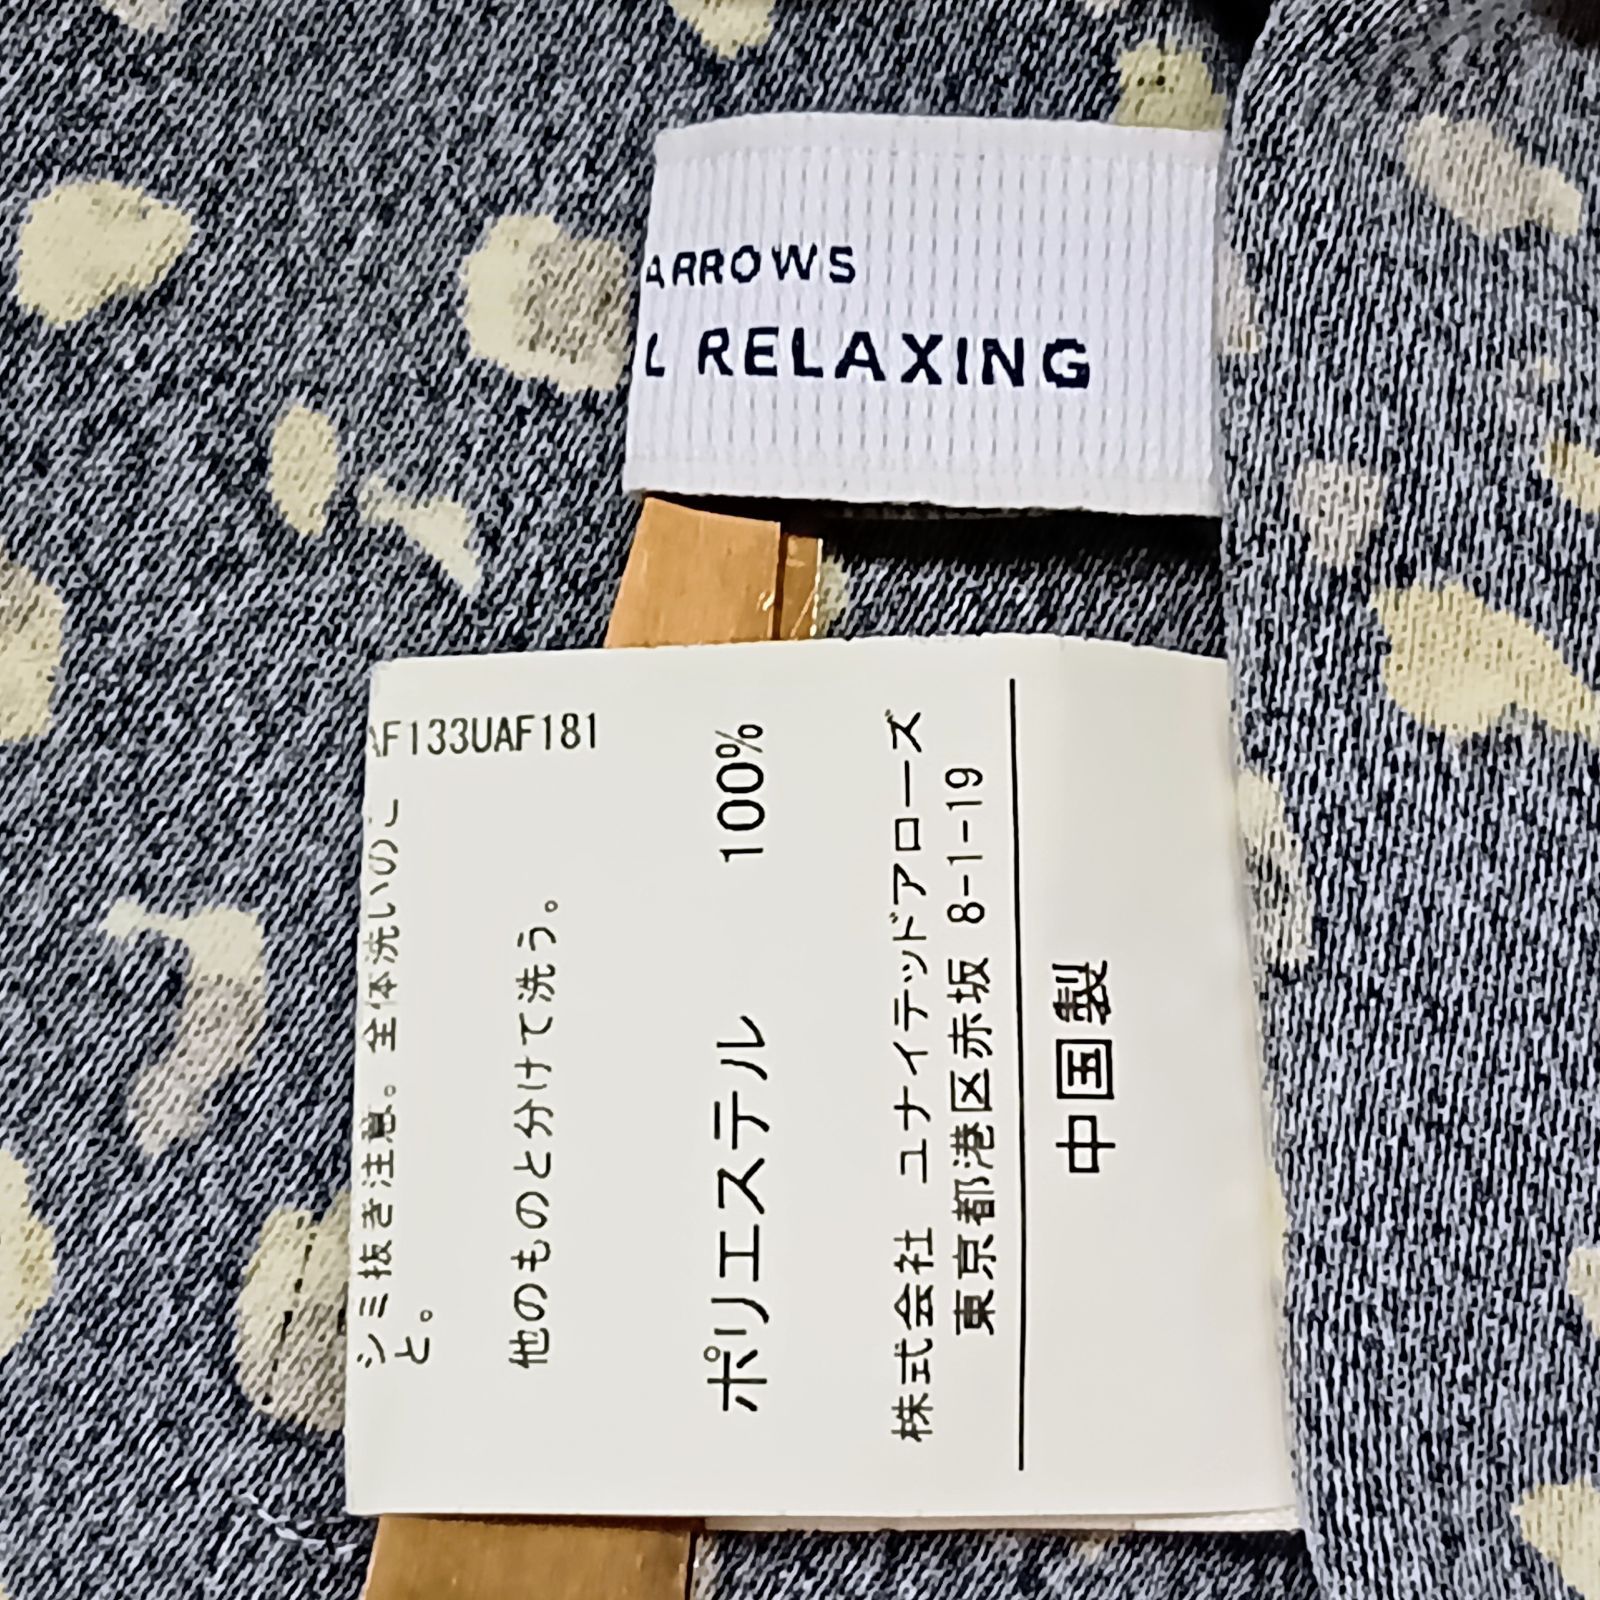 ARROWS
L RELAXING
AF133UAF181
シミ抜き注意。全体洗いのこ
と。
他のものと分けて洗う。
ポリエステル 100%
株式会社 ユナイテッドアローズ
東京都港区赤坂 8-1-19
中国製